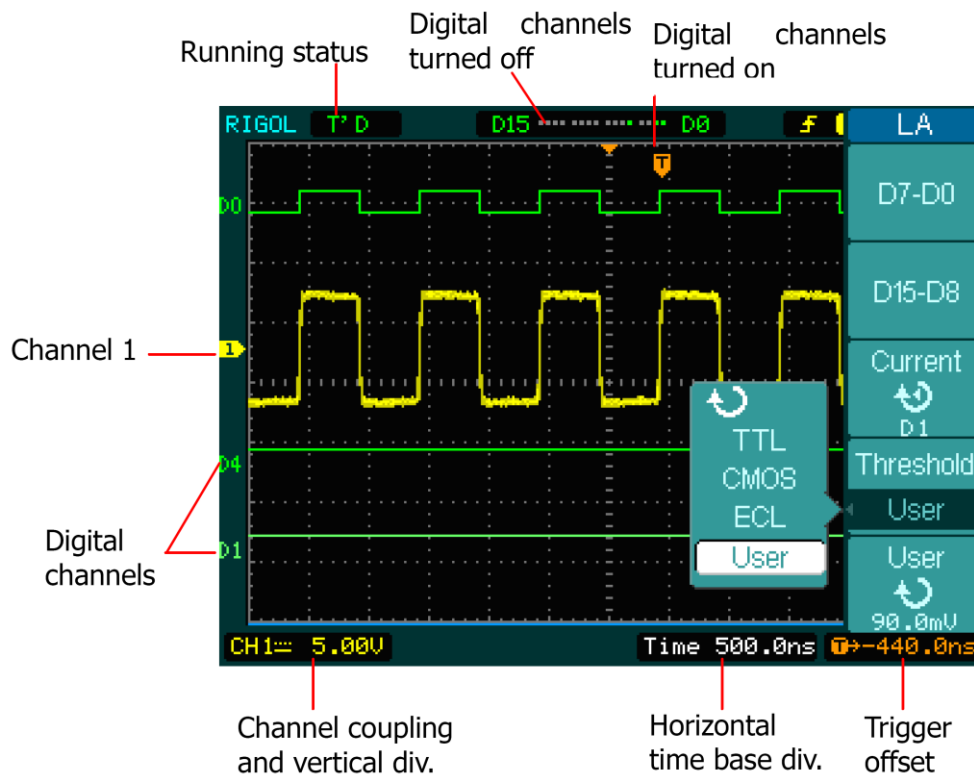 Digital channels
turned off
Digital channels
turned on
Running status
RIGOL T'D D15 D0 LA
D0
D7-D0
D15-D8
Channel 1
1
T
Current
D1
TTL
CMOS
ECL
User
Threshold
User
D4
D1
Digital
channels
User
90.0mV
CH1 5.00V
Time 500.0ns
T→-440.0ns
Channel coupling
and vertical div.
Horizontal
time base div.
Trigger
offset